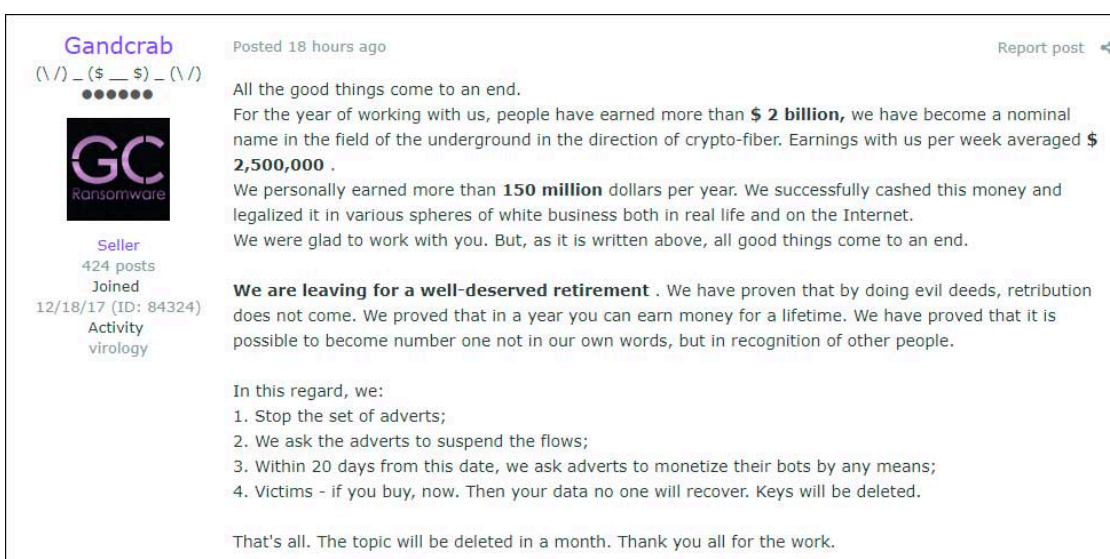 Gandcrab
(\/) _ ($ __ $) _ (\/)
●●●●●●
GC
Ransomware
Seller
424 posts
Joined
12/18/17 (ID: 84324)
Activity
virology
Posted 18 hours ago
Report post
All the good things come to an end.
For the year of working with us, people have earned more than $ 2 billion, we have become a nominal
name in the field of the underground in the direction of crypto-fiber. Earnings with us per week averaged $
2,500,000 .
We personally earned more than 150 million dollars per year. We successfully cashed this money and
legalized it in various spheres of white business both in real life and on the Internet.
We were glad to work with you. But, as it is written above, all good things come to an end.
We are leaving for a well-deserved retirement . We have proven that by doing evil deeds, retribution
does not come. We proved that in a year you can earn money for a lifetime. We have proved that it is
possible to become number one not in our own words, but in recognition of other people.
In this regard, we:
1. Stop the set of adverts;
2. We ask the adverts to suspend the flows;
3. Within 20 days from this date, we ask adverts to monetize their bots by any means;
4. Victims - if you buy, now. Then your data no one will recover. Keys will be deleted.
That's all. The topic will be deleted in a month. Thank you all for the work.